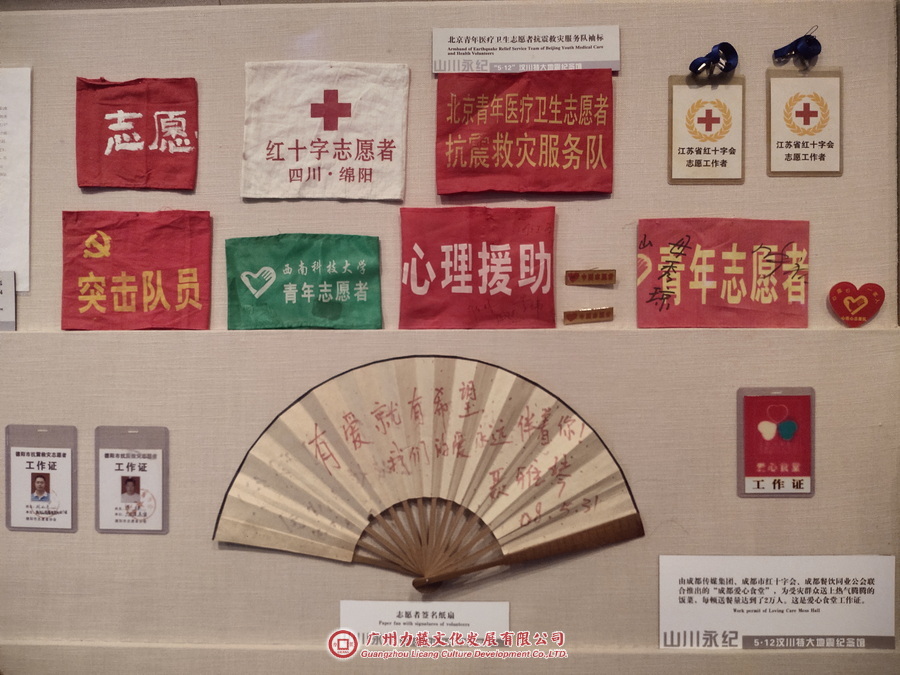 北京青年医疗卫生志愿者抗震救灾服务队袖标
Armband of Earthquake Relief Service Team of Beijing Youth Medical Care
and Health Volunteers
山川永纪 "5·12"汶川特大地震纪念馆
志愿
红十字志愿者
四川·绵阳
北京青年医疗卫生志愿者
抗震救灾服务队
江苏省红十字会
志愿工作者
江苏省红十字会
志愿工作者
突击队员
西南科技大学
青年志愿者
心理援助
青年志愿者
有爱就有希望
我们的爱永远伴着你!
08.5.31
德阳市抗震救灾志愿者
工作证
工作证
爱心食堂
工作证
志愿者签名纸扇
Paper fan with signatures of volunteers
由成都传媒集团、成都市红十字会、成都餐饮同业公会联
合推出的"成都爱心食堂",为受灾群众送上热气腾腾的
饭菜,每顿送餐量达到了2万人。这是爱心食堂工作证。
Work permit of Loving Care Mess Hall
山川永纪 5·12汶川特大地震纪念馆
广州力藏文化发展有限公司
Guangzhou Licang Culture Development Co.,LTD.